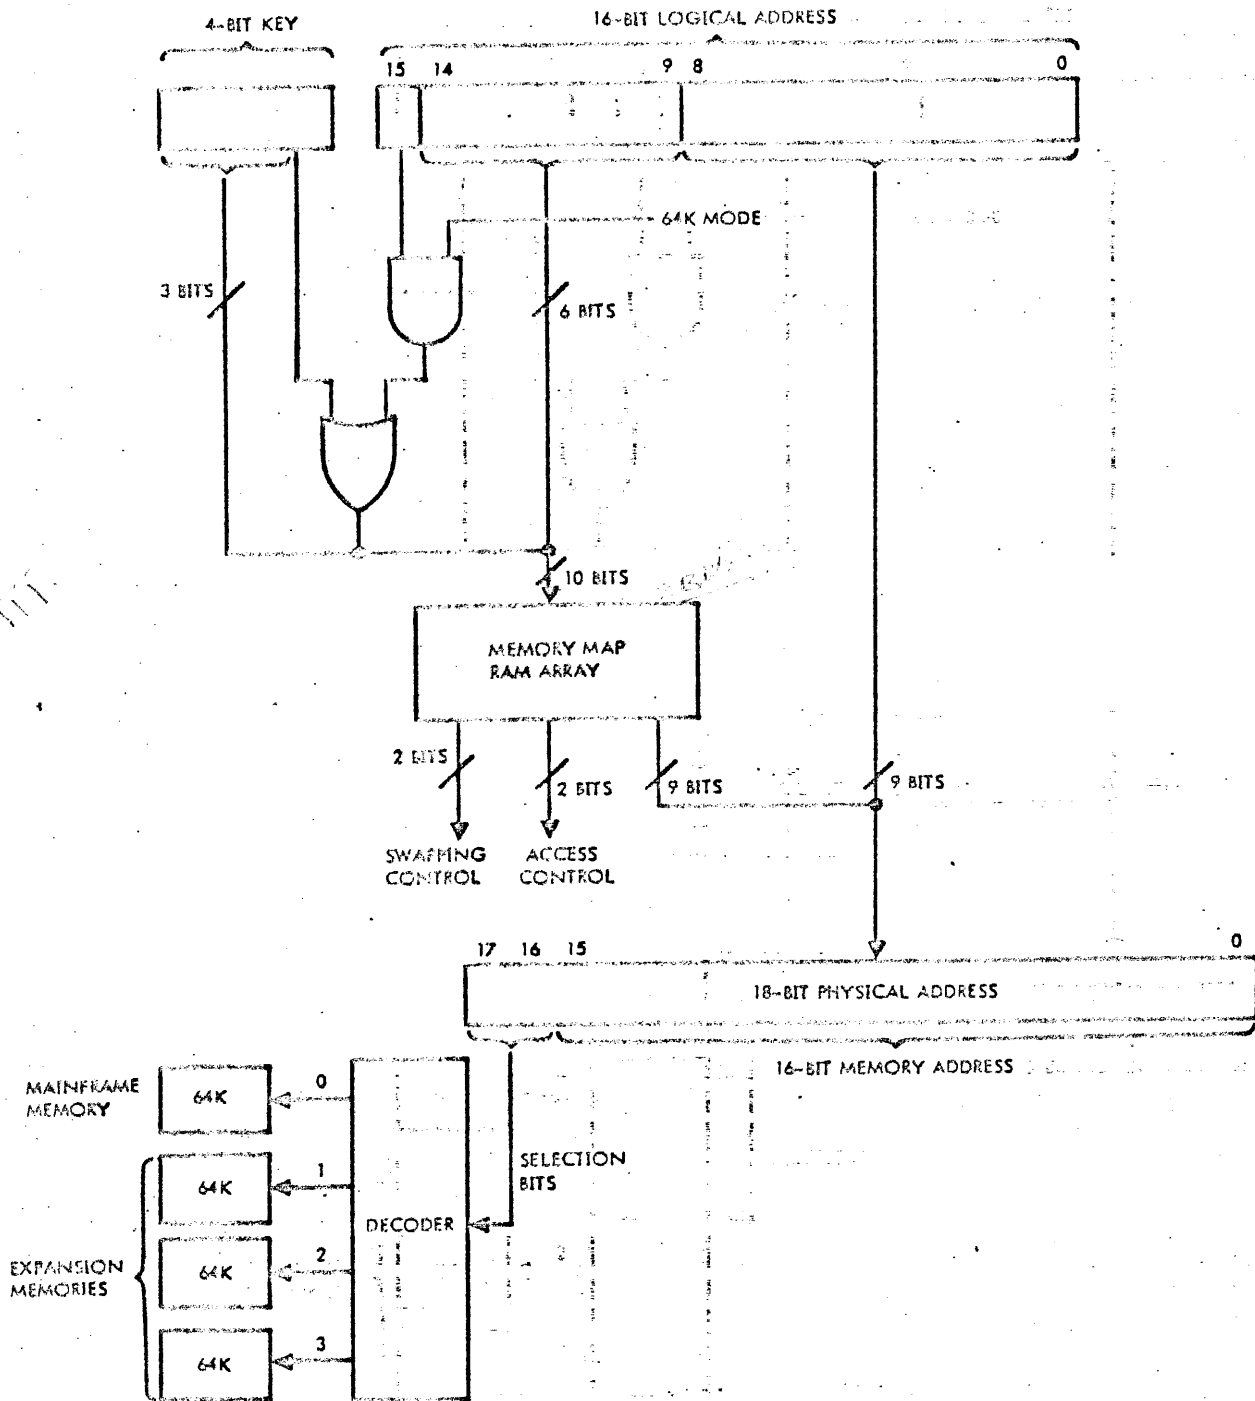 4-BIT KEY
16-BIT LOGICAL ADDRESS
15 14 9 8 0
64K MODE
3 BITS
6 BITS
10 BITS
MEMORY MAP
RAM ARRAY
2 BITS
2 BITS
9 BITS
9 BITS
SWAPPING
CONTROL
ACCESS
CONTROL
17 16 15 0
18-BIT PHYSICAL ADDRESS
16-BIT MEMORY ADDRESS
MAINFRAME
MEMORY
64K
0
SELECTION
BITS
64K
1
DECODER
EXPANSION
MEMORIES
64K
2
64K
3